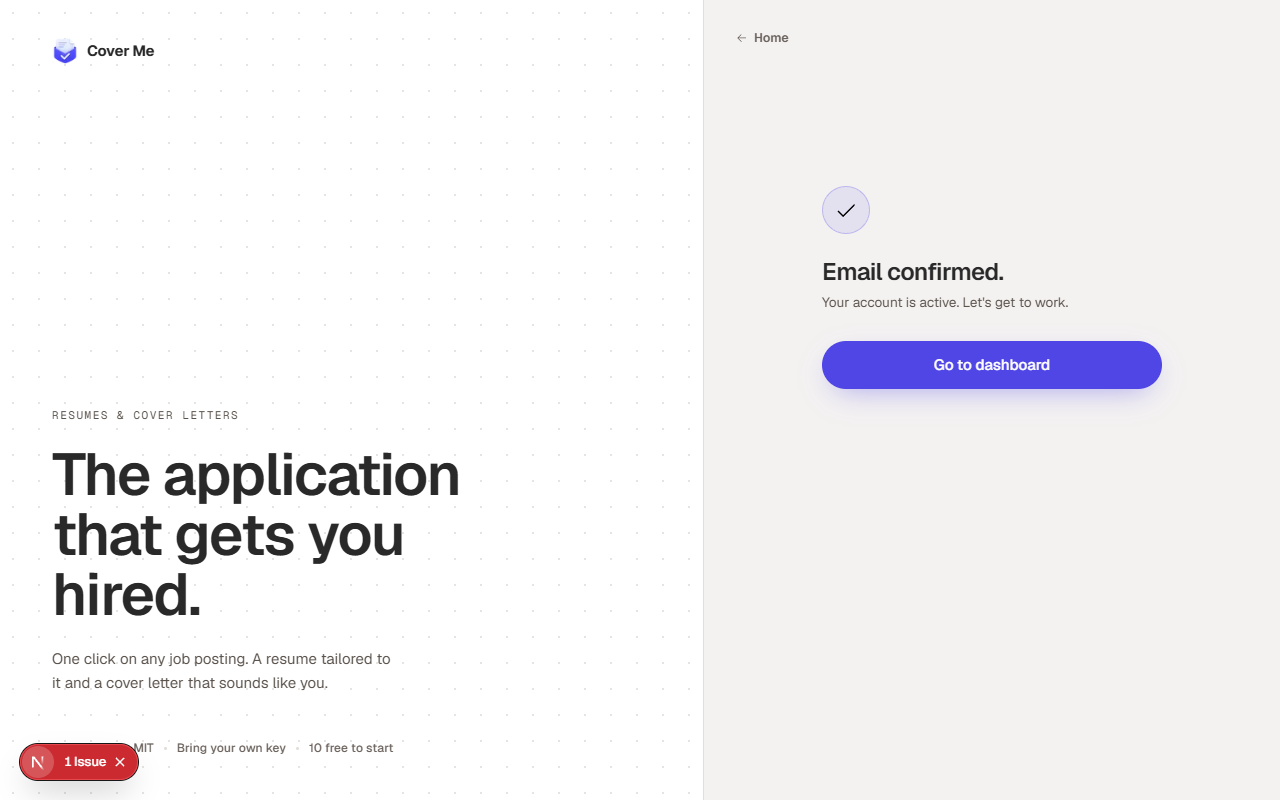 Cover Me
RESUMES & COVER LETTERS
The application
that gets you
hired.
One click on any job posting. A resume tailored to
it and a cover letter that sounds like you.
MIT · Bring your own key · 10 free to start
N 1 Issue
← Home
Email confirmed.
Your account is active. Let's get to work.
Go to dashboard